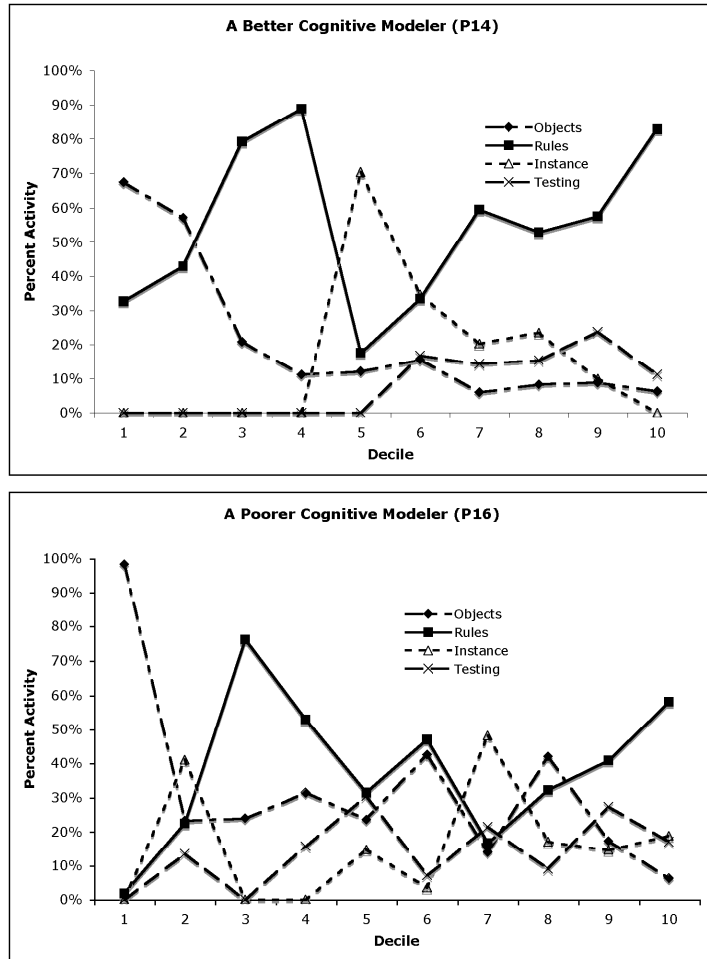 A Better Cognitive Modeler (P14)
100%
90%
80%
70%
60%
50%
40%
30%
20%
10%
0%
Percent Activity
Objects
Rules
Instance
Testing
1 2 3 4 5 6 7 8 9 10
Decile
A Poorer Cognitive Modeler (P16)
100%
90%
80%
70%
60%
50%
40%
30%
20%
10%
0%
Percent Activity
Objects
Rules
Instance
Testing
1 2 3 4 5 6 7 8 9 10
Decile